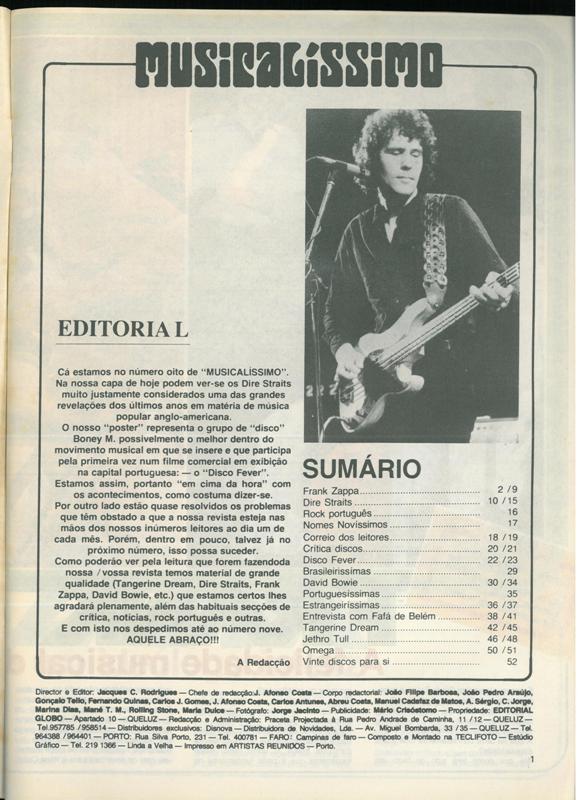 MUSICALÍSSIMO
EDITORIAL
Cá estamos no número oito de "MUSICALÍSSIMO".
Na nossa capa de hoje podem ver-se os Dire Straits
muito justamente considerados uma das grandes
revelações dos últimos anos em matéria de música
popular anglo-americana.
O nosso "poster" representa o grupo de "disco"
Boney M. possivelmente o melhor dentro do
movimento musical em que se insere e que participa
pela primeira vez num filme comercial em exibição
na capital portuguesa: — o "Disco Fever".
Estamos assim, portanto "em cima da hora" com
os acontecimentos, como costuma dizer-se.
Por outro lado estão quase resolvidos os problemas
que têm obstado a que a nossa revista esteja nas
mãos dos nossos inúmeros leitores ao dia um de
cada mês. Porém, dentro em pouco, talvez já no
próximo número, isso possa suceder.
Como poderão ver pela leitura que forem fazendoda
nossa / vossa revista temos material de grande
qualidade (Tangerine Dream, Dire Straits, Frank
Zappa, David Bowie, etc.) que estamos certos lhes
agradará plenamente, além das habituais secções de
crítica, notícias, rock português e outras.
E com isto nos despedimos até ao número nove.
AQUELE ABRAÇO!!!
A Redacção
SUMÁRIO
Frank Zappa 2 / 9
Dire Straits 10 / 15
Rock português 16
Nomes Novíssimos 17
Correio dos leitores 18 / 19
Crítica discos 20 / 21
Disco Fever 22 / 23
Brasileiríssimas 29
David Bowie 30 / 34
Portuguesíssimas 35
Estrangeiríssimas 36 / 37
Entrevista com Fafá de Belém 38 / 41
Tangerine Dream 42 / 45
Jethro Tull 46 / 48
Omega 50 / 51
Vinte discos para si 52
Director e Editor: Jacques C. Rodrigues — Chefe de redacção: J. Afonso Costa — Corpo redactorial: João Filipe Barbosa, João Pedro Araújo,
Gonçalo Tello, Fernando Quinas, Carlos J. Gomes, J. Afonso Costa, Carlos Antunes, Abreu Costa, Manuel Cadafaz de Matos, A. Sérgio, C. Jorge,
Marina Dias, Mané T. M., Rolling Stone, Maria Dulce — Fotógrafo: Jorge Jacinto — Publicidade: Mário Crisóstomo — Propriedade: EDITORIAL
GLOBO — Apartado 10 — QUELUZ — Redacção e Administração: Praceta Projectada à Rua Pedro Andrade de Caminha, 11 / 12 — QUELUZ —
Tel.957785 / 958514 — Distribuidores exclusivos: Disnova — Distribuidora de Novidades, Lda. — Av. Miguel Bombarda, 33 / 35 — QUELUZ — Tel.
964388 / 964401 — PORTO: Rua Silva Porto, 231 — Tel. 400781 — FARO: Campinas de faro — Composto e Montado na TECLIFOTO — Estúdio
Gráfico — Tel. 219 1366 — Linda a Velha — Impresso em ARTISTAS REUNIDOS — Porto.
1